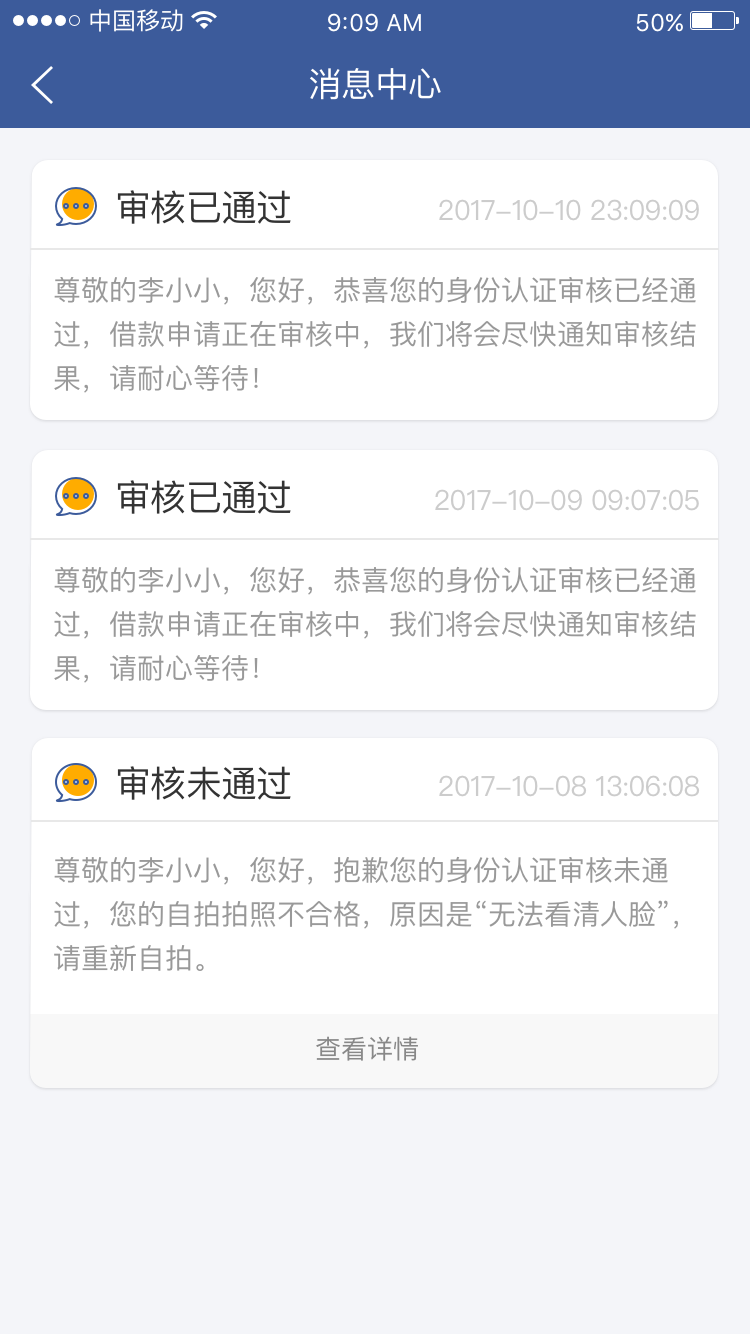 中国移动 9:09 AM 50%
消息中心
审核已通过 2017-10-10 23:09:09
尊敬的李小小，您好，恭喜您的身份认证审核已经通
过，借款申请正在审核中，我们将会尽快通知审核结
果，请耐心等待！
审核已通过 2017-10-09 09:07:05
尊敬的李小小，您好，恭喜您的身份认证审核已经通
过，借款申请正在审核中，我们将会尽快通知审核结
果，请耐心等待！
审核未通过 2017-10-08 13:06:08
尊敬的李小小，您好，抱歉您的身份认证审核未通
过，您的自拍拍照不合格，原因是“无法看清人脸”，
请重新自拍。
查看详情